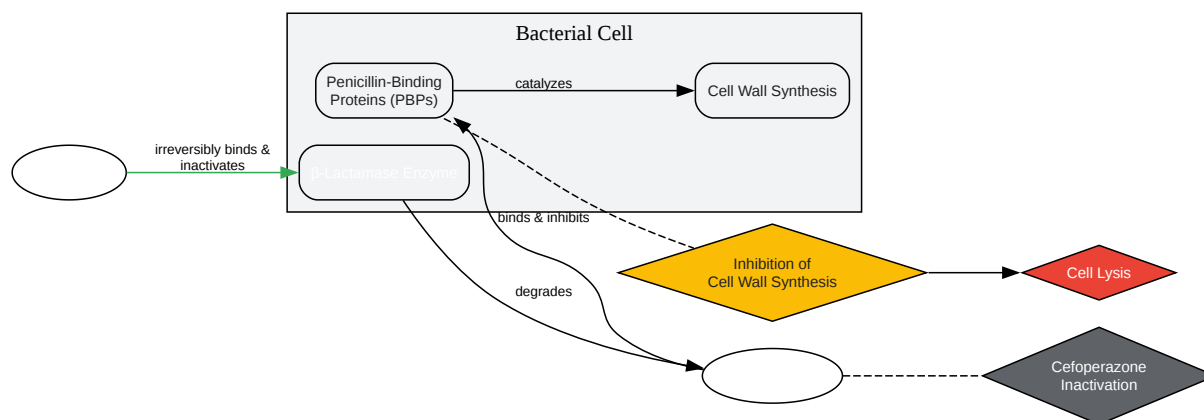 Bacterial Cell
Penicillin-Binding
Proteins (PBPs)
catalyzes
Cell Wall Synthesis
irreversibly binds &
inactivates
β-Lactamase Enzyme
binds & inhibits
Inhibition of
Cell Wall Synthesis
Cell Lysis
degrades
Cefoperazone
Inactivation